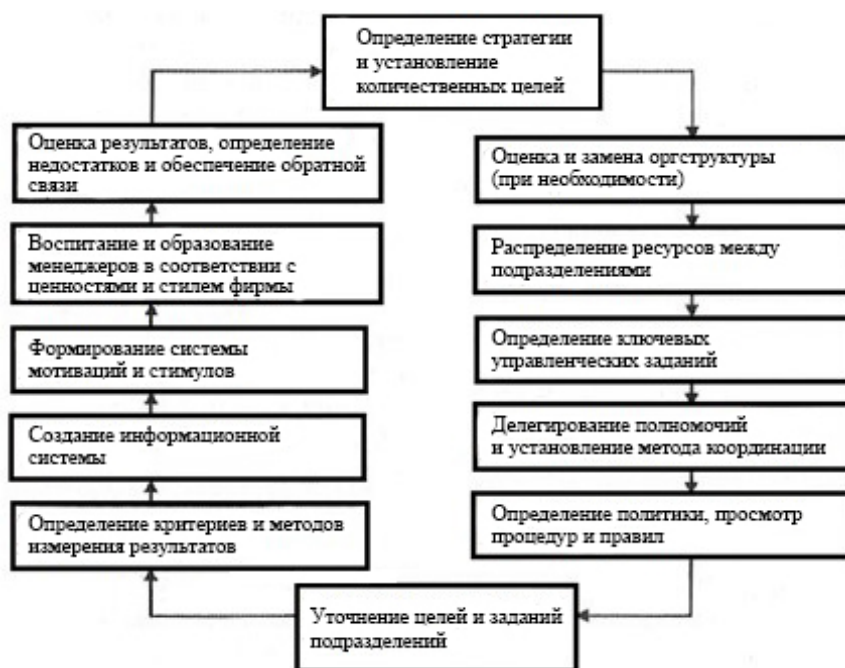 Определение стратегии
и установление
количественных целей
Оценка и замена оргструктуры
(при необходимости)
Распределение ресурсов между
подразделениями
Определение ключевых
управленческих заданий
Делегирование полномочий
и установление метода координации
Определение политики, просмотр
процедур и правил
Уточнение целей и заданий
подразделений
Определение критериев и методов
измерения результатов
Создание информационной
системы
Формирование системы
мотиваций и стимулов
Воспитание и образование
менеджеров в соответствии с
ценностями и стилем фирмы
Оценка результатов, определение
недостатков и обеспечение обратной
связи